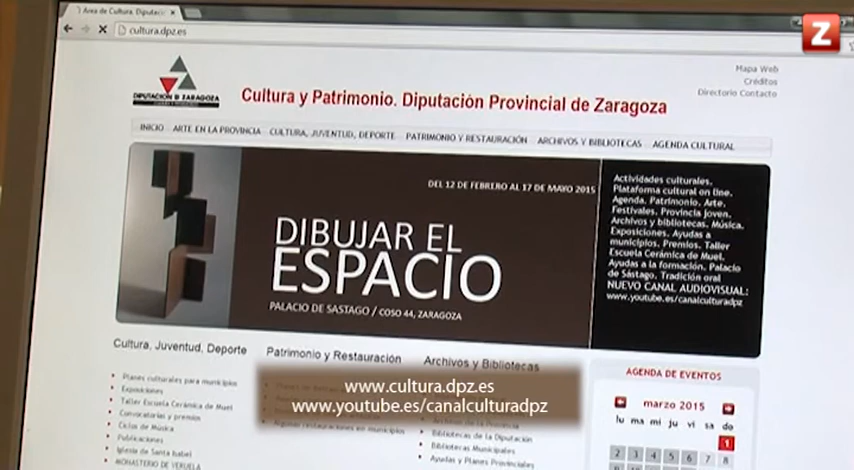 Área de Cultura. Diputación
cultura.dpz.es
Z
Mapa Web
Créditos
Directorio Contacto
DIPUTACIÓN D ZARAGOZA
Cultura y Patrimonio. Diputación Provincial de Zaragoza
INICIO ARTE EN LA PROVINCIA CULTURA, JUVENTUD, DEPORTE PATRIMONIO Y RESTAURACIÓN ARCHIVOS Y BIBLIOTECAS AGENDA CULTURAL
DEL 12 DE FEBRERO AL 17 DE MAYO 2015
DIBUJAR EL
ESPACIO
PALACIO DE SASTAGO / COSO 44, ZARAGOZA
Actividades culturales.
Plataforma cultural on line.
Agenda. Patrimonio. Arte.
Festivales. Provincia joven.
Archivos y bibliotecas. Música.
Exposiciones. Ayudas a
municipios. Premios. Taller
Escuela Cerámica de Muel.
Ayudas a la formación. Palacio
de Sástago. Tradición oral
NUEVO CANAL AUDIOVISUAL:
www.youtube.es/canalculturadpz
Cultura, Juventud, Deporte
Planes culturales para municipios
Exposiciones
Taller Escuela Cerámica de Muel
Convocatorias y premios
Ciclos de Música
Publicaciones
Iglesia de Santa Isabel
MONASTERIO DE VERUELA
Patrimonio y Restauración
Archivos y Bibliotecas
Bibliotecas de la Diputación
Bibliotecas Municipales
Ayudas y Planes Provinciales
AGENDA DE EVENTOS
marzo 2015
lu ma mi ju vi sa do
1
2 3 4 5 6 7 8
www.cultura.dpz.es
www.youtube.es/canalculturadpz